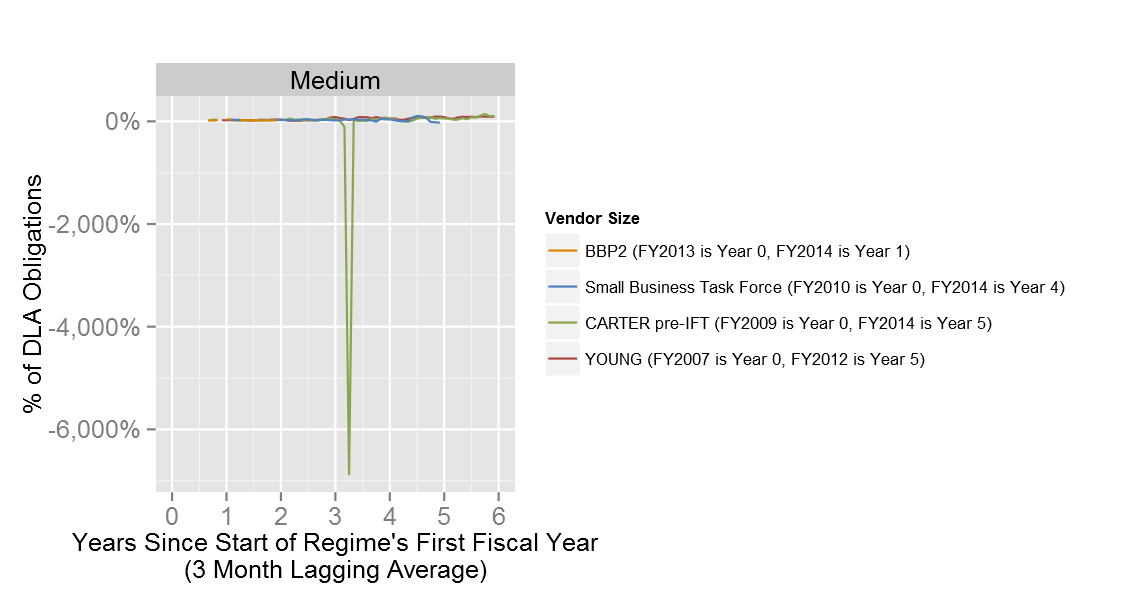 Medium
0%
-2,000%
-4,000%
-6,000%
% of DLA Obligations
0 1 2 3 4 5 6
Years Since Start of Regime's First Fiscal Year
(3 Month Lagging Average)
Vendor Size
BBP2 (FY2013 is Year 0, FY2014 is Year 1)
Small Business Task Force (FY2010 is Year 0, FY2014 is Year 4)
CARTER pre-IFT (FY2009 is Year 0, FY2014 is Year 5)
YOUNG (FY2007 is Year 0, FY2012 is Year 5)